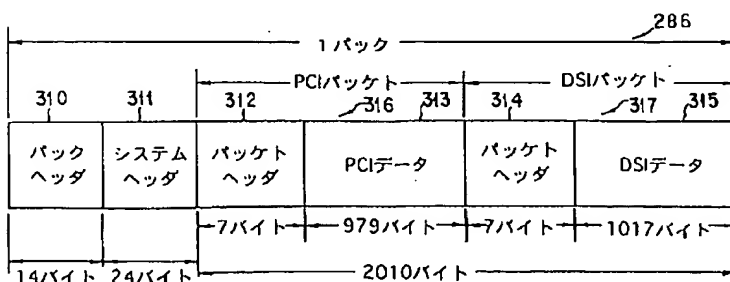 286
1パック
PCIパケット
DSIパケット
310
311
312
316
313
314
317
315
パック
ヘッダ
システム
ヘッダ
パケット
ヘッダ
PCIデータ
パケット
ヘッダ
DSIデータ
7バイト
979バイト
7バイト
1017バイト
14バイト
24バイト
2010バイト